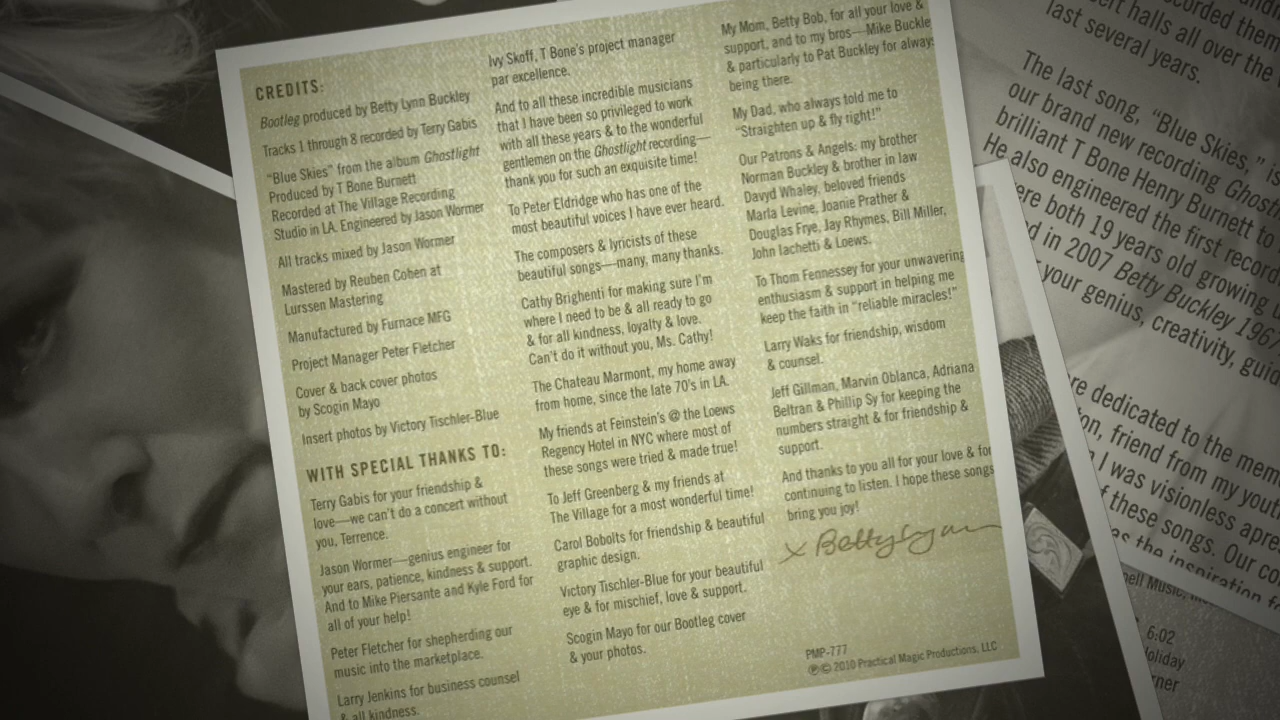 CREDITS:
Bootleg produced by Betty Lynn Buckley
Tracks 1 through 8 recorded by Terry Gabis
“Blue Skies” from the album Ghostlight
Produced by T Bone Burnett
Recorded at The Village Recording
Studio in LA. Engineered by Jason Wormer
All tracks mixed by Jason Wormer
Mastered by Reuben Cohen at
Lurssen Mastering
Manufactured by Furnace MFG
Project Manager Peter Fletcher
Cover & back cover photos
by Scogin Mayo
Insert photos by Victory Tischler-Blue
WITH SPECIAL THANKS TO:
Terry Gabis for your friendship &
love—we can’t do a concert without
you, Terrence.
Jason Wormer—genius engineer for
your ears, patience, kindness & support.
And to Mike Piersante and Kyle Ford for
all of your help!
Peter Fletcher for shepherding our
music into the marketplace.
Larry Jenkins for business counsel
& all kindness.
Ivy Skoff, T Bone’s project manager
par excellence.
And to all these incredible musicians
that I have been so privileged to work
with all these years & to the wonderful
gentlemen on the Ghostlight recording—
thank you for such an exquisite time!
To Peter Eldridge who has one of the
most beautiful voices I have ever heard.
The composers & lyricists of these
beautiful songs—many, many thanks.
Cathy Brighenti for making sure I’m
where I need to be & all ready to go
& for all kindness, loyalty & love.
Can’t do it without you, Ms. Cathy!
The Chateau Marmont, my home away
from home, since the late 70’s in LA.
My friends at Feinstein’s @ the Loews
Regency Hotel in NYC where most of
these songs were tried & made true!
To Jeff Greenberg & my friends at
The Village for a most wonderful time!
Carol Bobolts for friendship & beautiful
graphic design.
Victory Tischler-Blue for your beautiful
eye & for mischief, love & support.
Scogin Mayo for our Bootleg cover
& your photos.
My Mom, Betty Bob, for all your love &
support, and to my bros—Mike Buckle
& particularly to Pat Buckley for always
being there.
My Dad, who always told me to
“Straighten up & fly right!”
Our Patrons & Angels: my brother
Norman Buckley & brother in law
Davyd Whaley, beloved friends
Marla Levine, Joanie Prather &
Douglas Frye, Jay Rhymes, Bill Miller,
John Iachetti & Loews.
To Thom Fennessey for your unwavering
enthusiasm & support in helping me
keep the faith in “reliable miracles!”
Larry Waks for friendship, wisdom
& counsel.
Jeff Gillman, Marvin Oblanca, Adriana
Beltran & Phillip Sy for keeping the
numbers straight & for friendship &
support.
And thanks to you all for your love & for
continuing to listen. I hope these songs
bring you joy!
x Betty Lynn
PMP-777
℗© 2010 Practical Magic Productions, LLC
corded them
halls all over the
last several years.
The last song, “Blue Skies,” is
our brand new recording Ghost
brilliant T Bone Henry Burnett to
He also engineered the first record
ere both 19 years old growing
d in 2007 Betty Buckley 1967
your genius, creativity, guid
re dedicated to the mem
on, friend from my yout
I was visionless
f these songs. Our co
as the inspiration f
6:02
oliday
rner